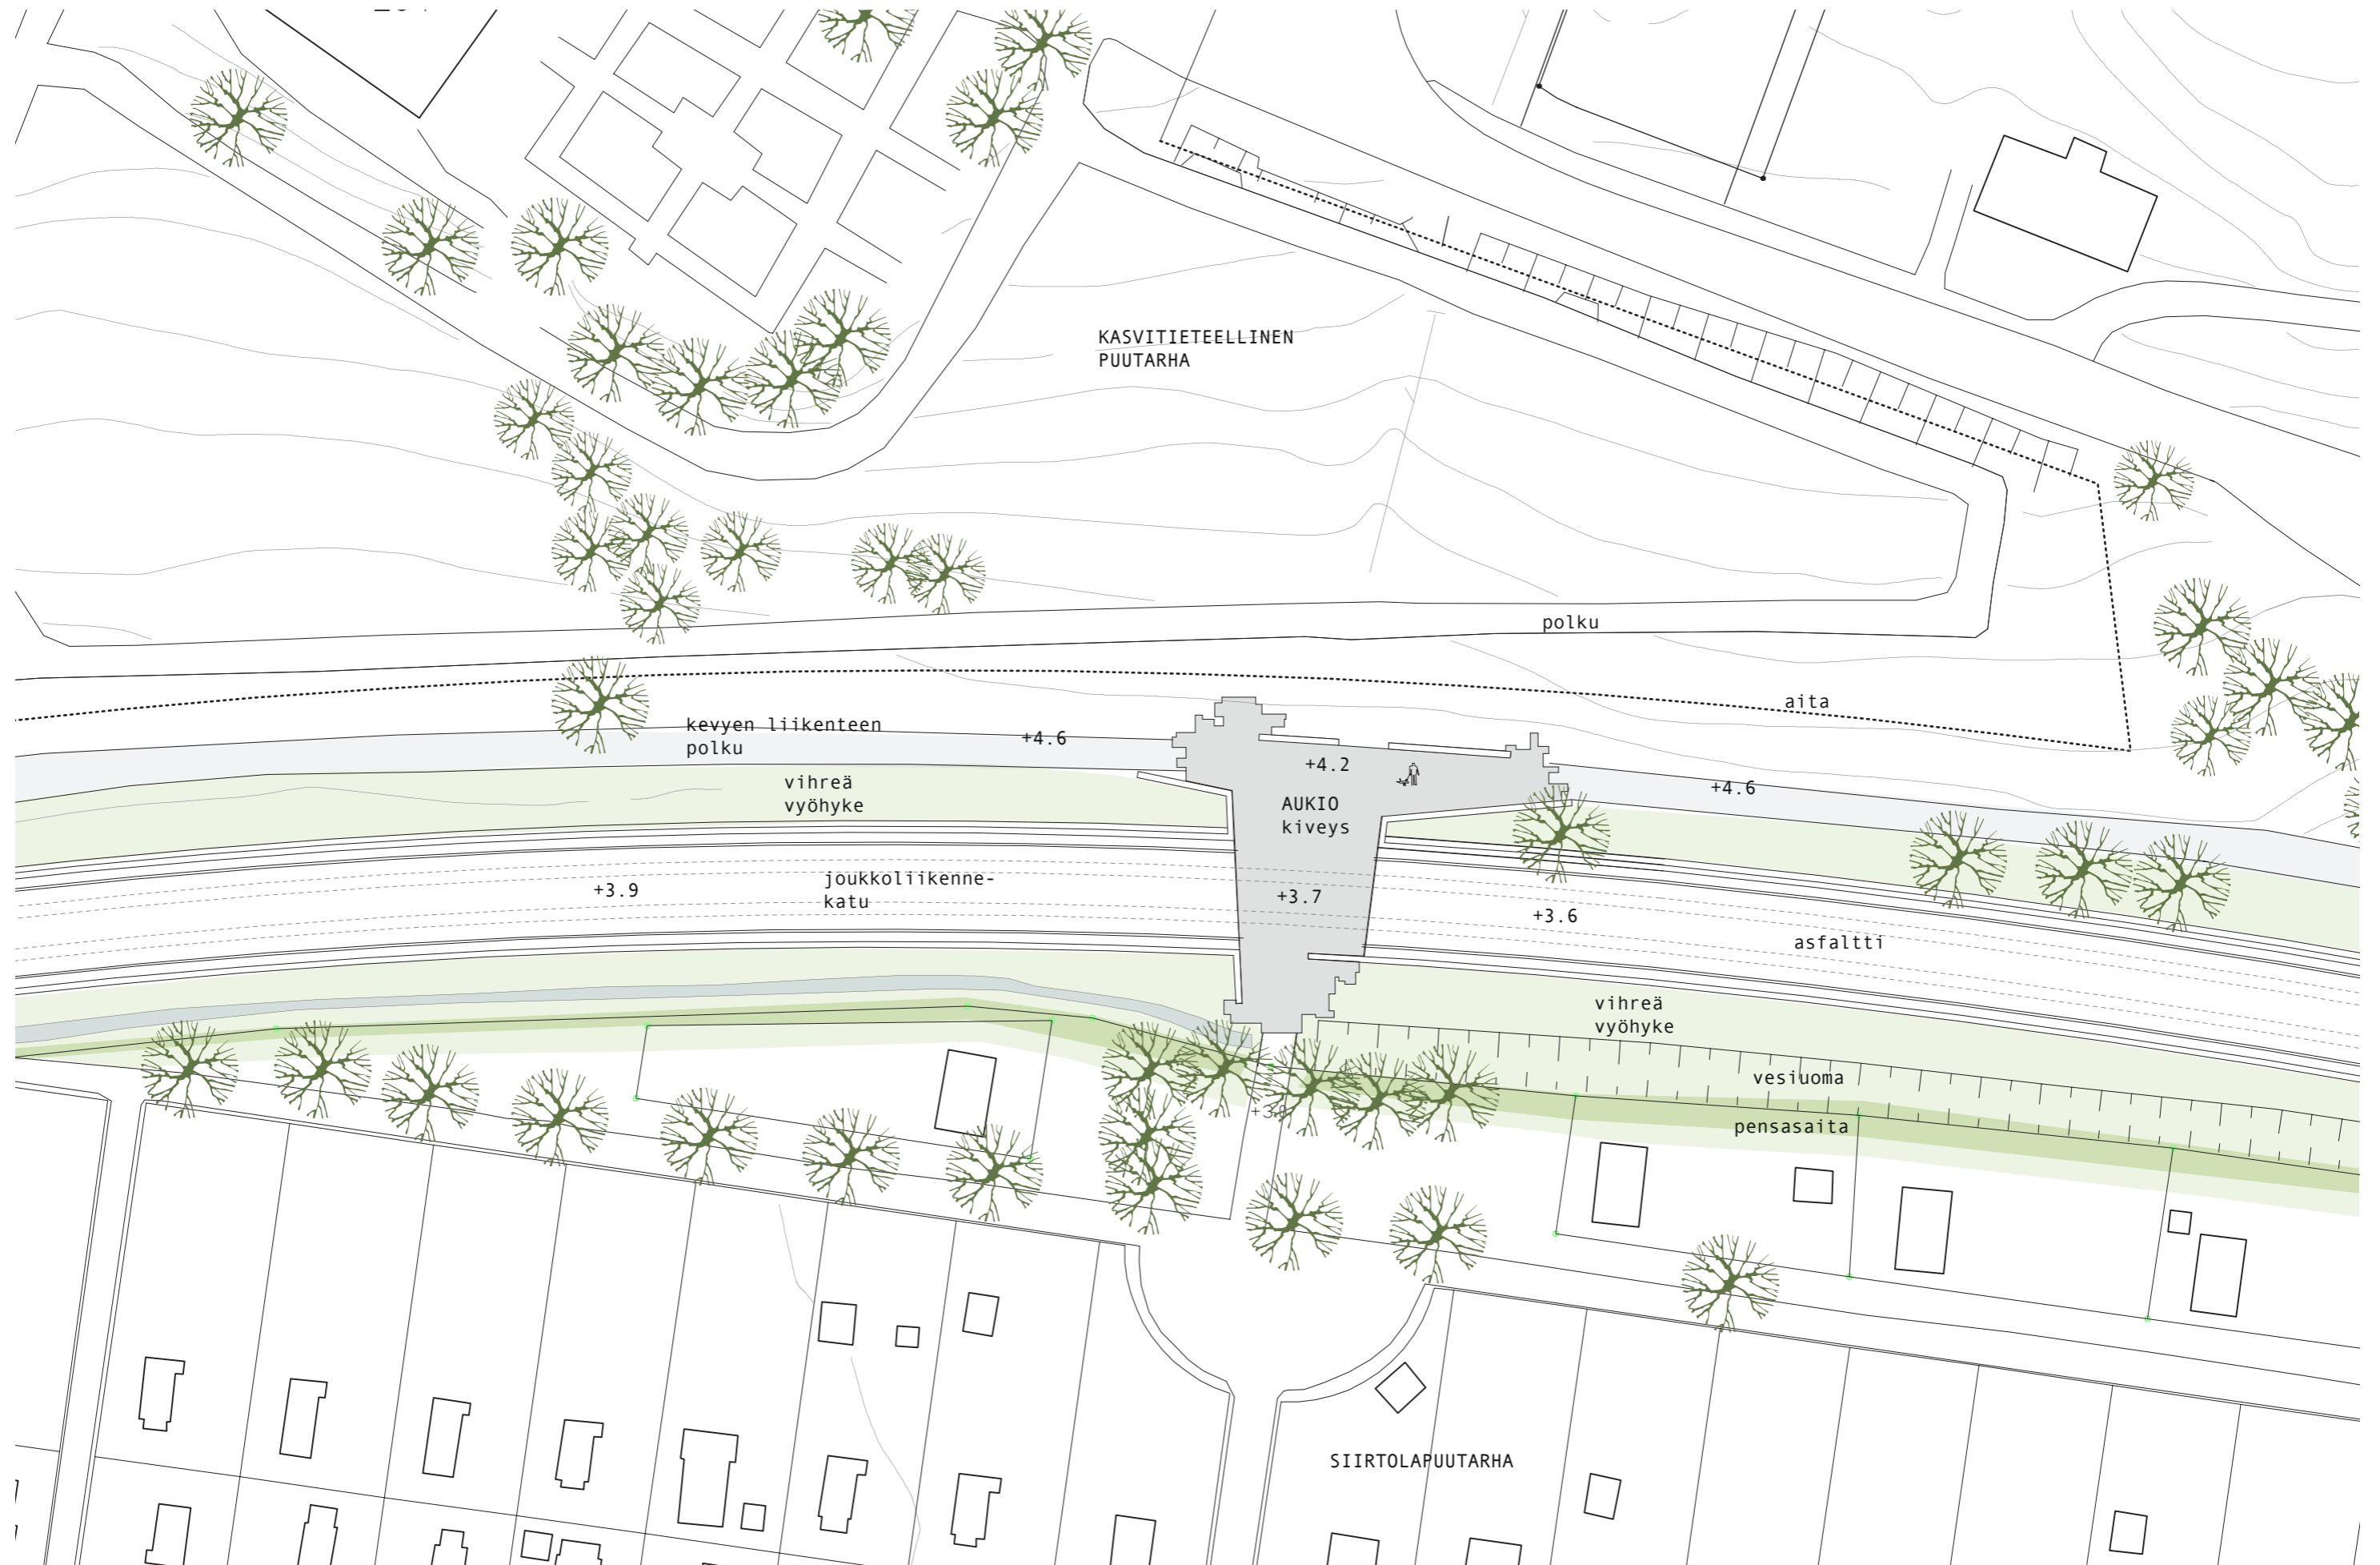 KASVITIETEELLINEN
PUUTARHA
polku
aita
kevyen liikenteen
polku
+4.6
+4.2
+4.6
vihreä
vyöhyke
AUKIO
kiveys
joukkoliikenne-
katu
+3.9
+3.7
+3.6
asfaltti
vihreä
vyöhyke
vesiuoma
pensasaita
SIIRTOLAPUUTARHA